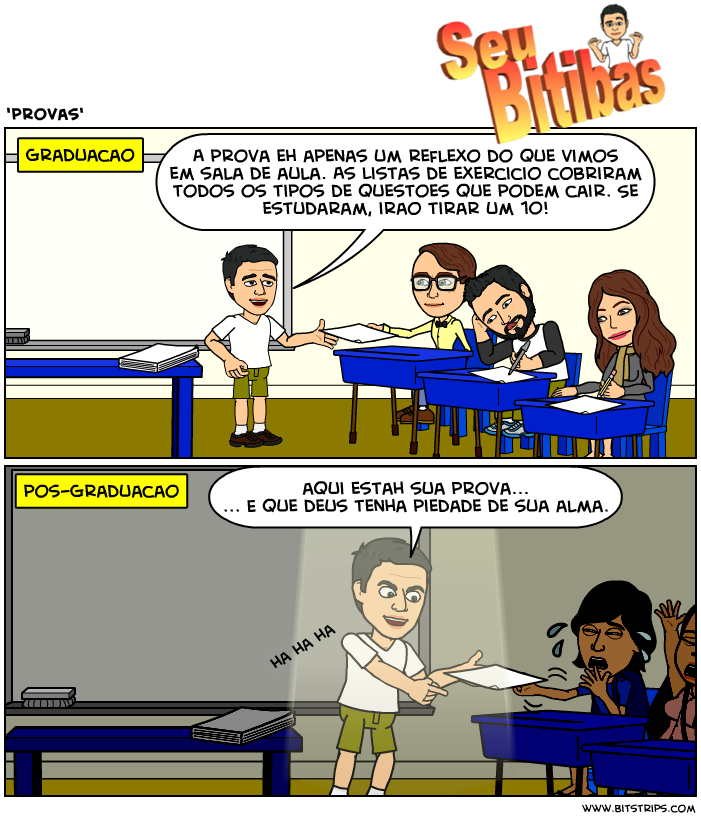 Seu
Bitibas
'PROVAS'
GRADUACAO
A PROVA EH APENAS UM REFLEXO DO QUE VIMOS
EM SALA DE AULA. AS LISTAS DE EXERCICIO COBRIRAM
TODOS OS TIPOS DE QUESTOES QUE PODEM CAIR. SE
ESTUDARAM, IRAO TIRAR UM 10!
POS-GRADUACAO
AQUI ESTAH SUA PROVA...
... E QUE DEUS TENHA PIEDADE DE SUA ALMA.
HA HA HA
WWW.BITSTRIPS.COM